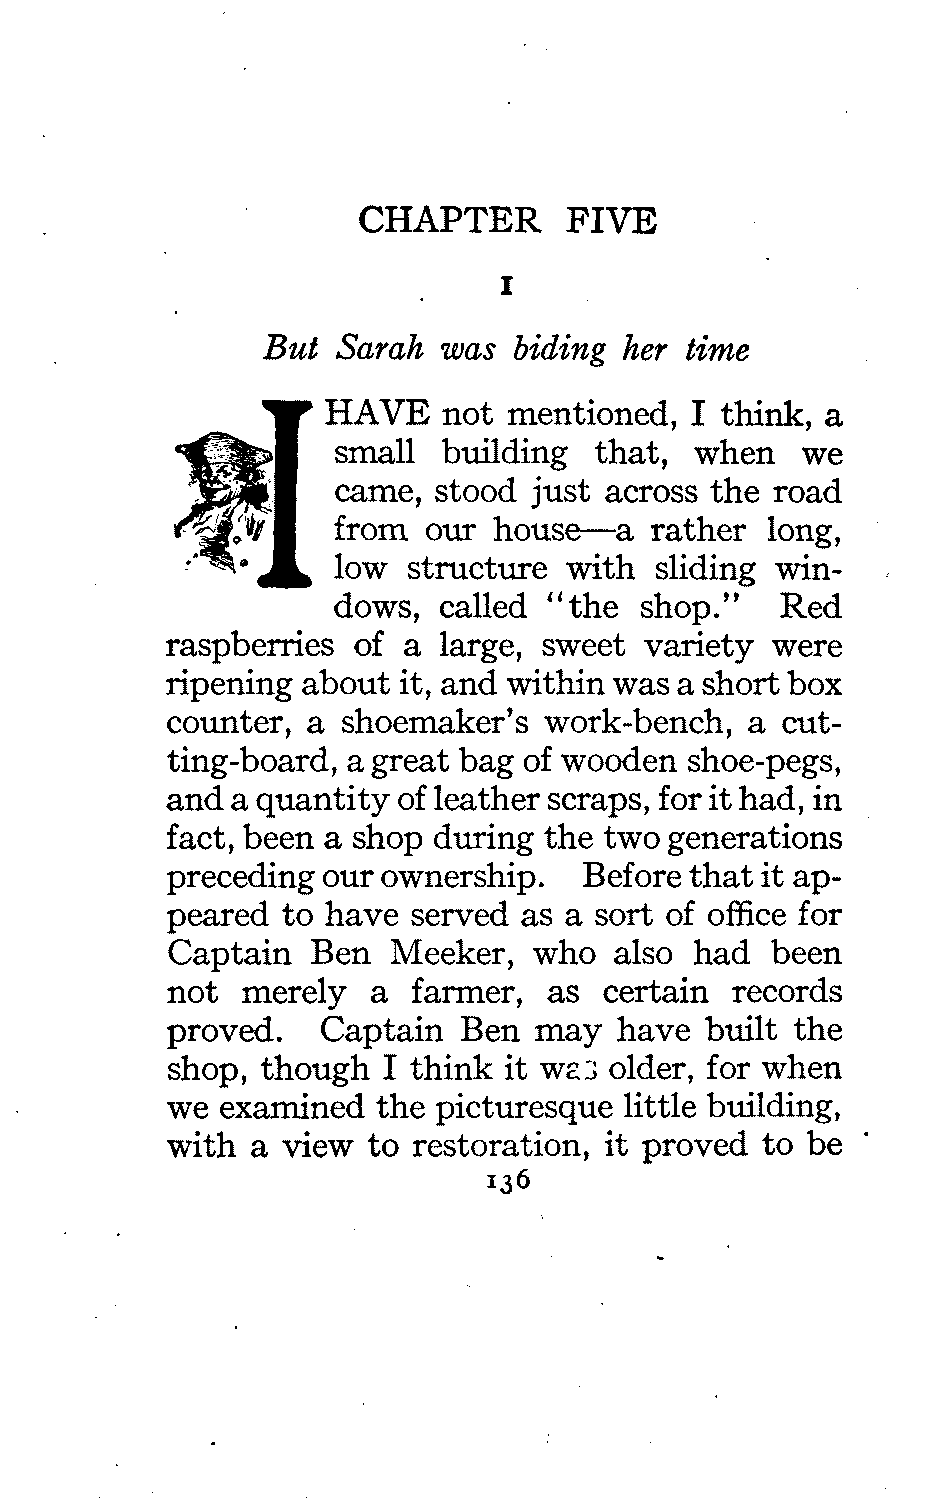 CHAPTER FIVE
I
But Sarah was biding her time
I HAVE not mentioned, I think, a
small building that, when we
came, stood just across the road
from our house—a rather long,
low structure with sliding win-
dows, called "the shop." Red
raspberries of a large, sweet variety were
ripening about it, and within was a short box
counter, a shoemaker's work-bench, a cut-
ting-board, a great bag of wooden shoe-pegs,
and a quantity of leather scraps, for it had, in
fact, been a shop during the two generations
preceding our ownership. Before that it ap-
peared to have served as a sort of office for
Captain Ben Meeker, who also had been
not merely a farmer, as certain records
proved. Captain Ben may have built the
shop, though I think it was older, for when
we examined the picturesque little building,
with a view to restoration, it proved to be
136